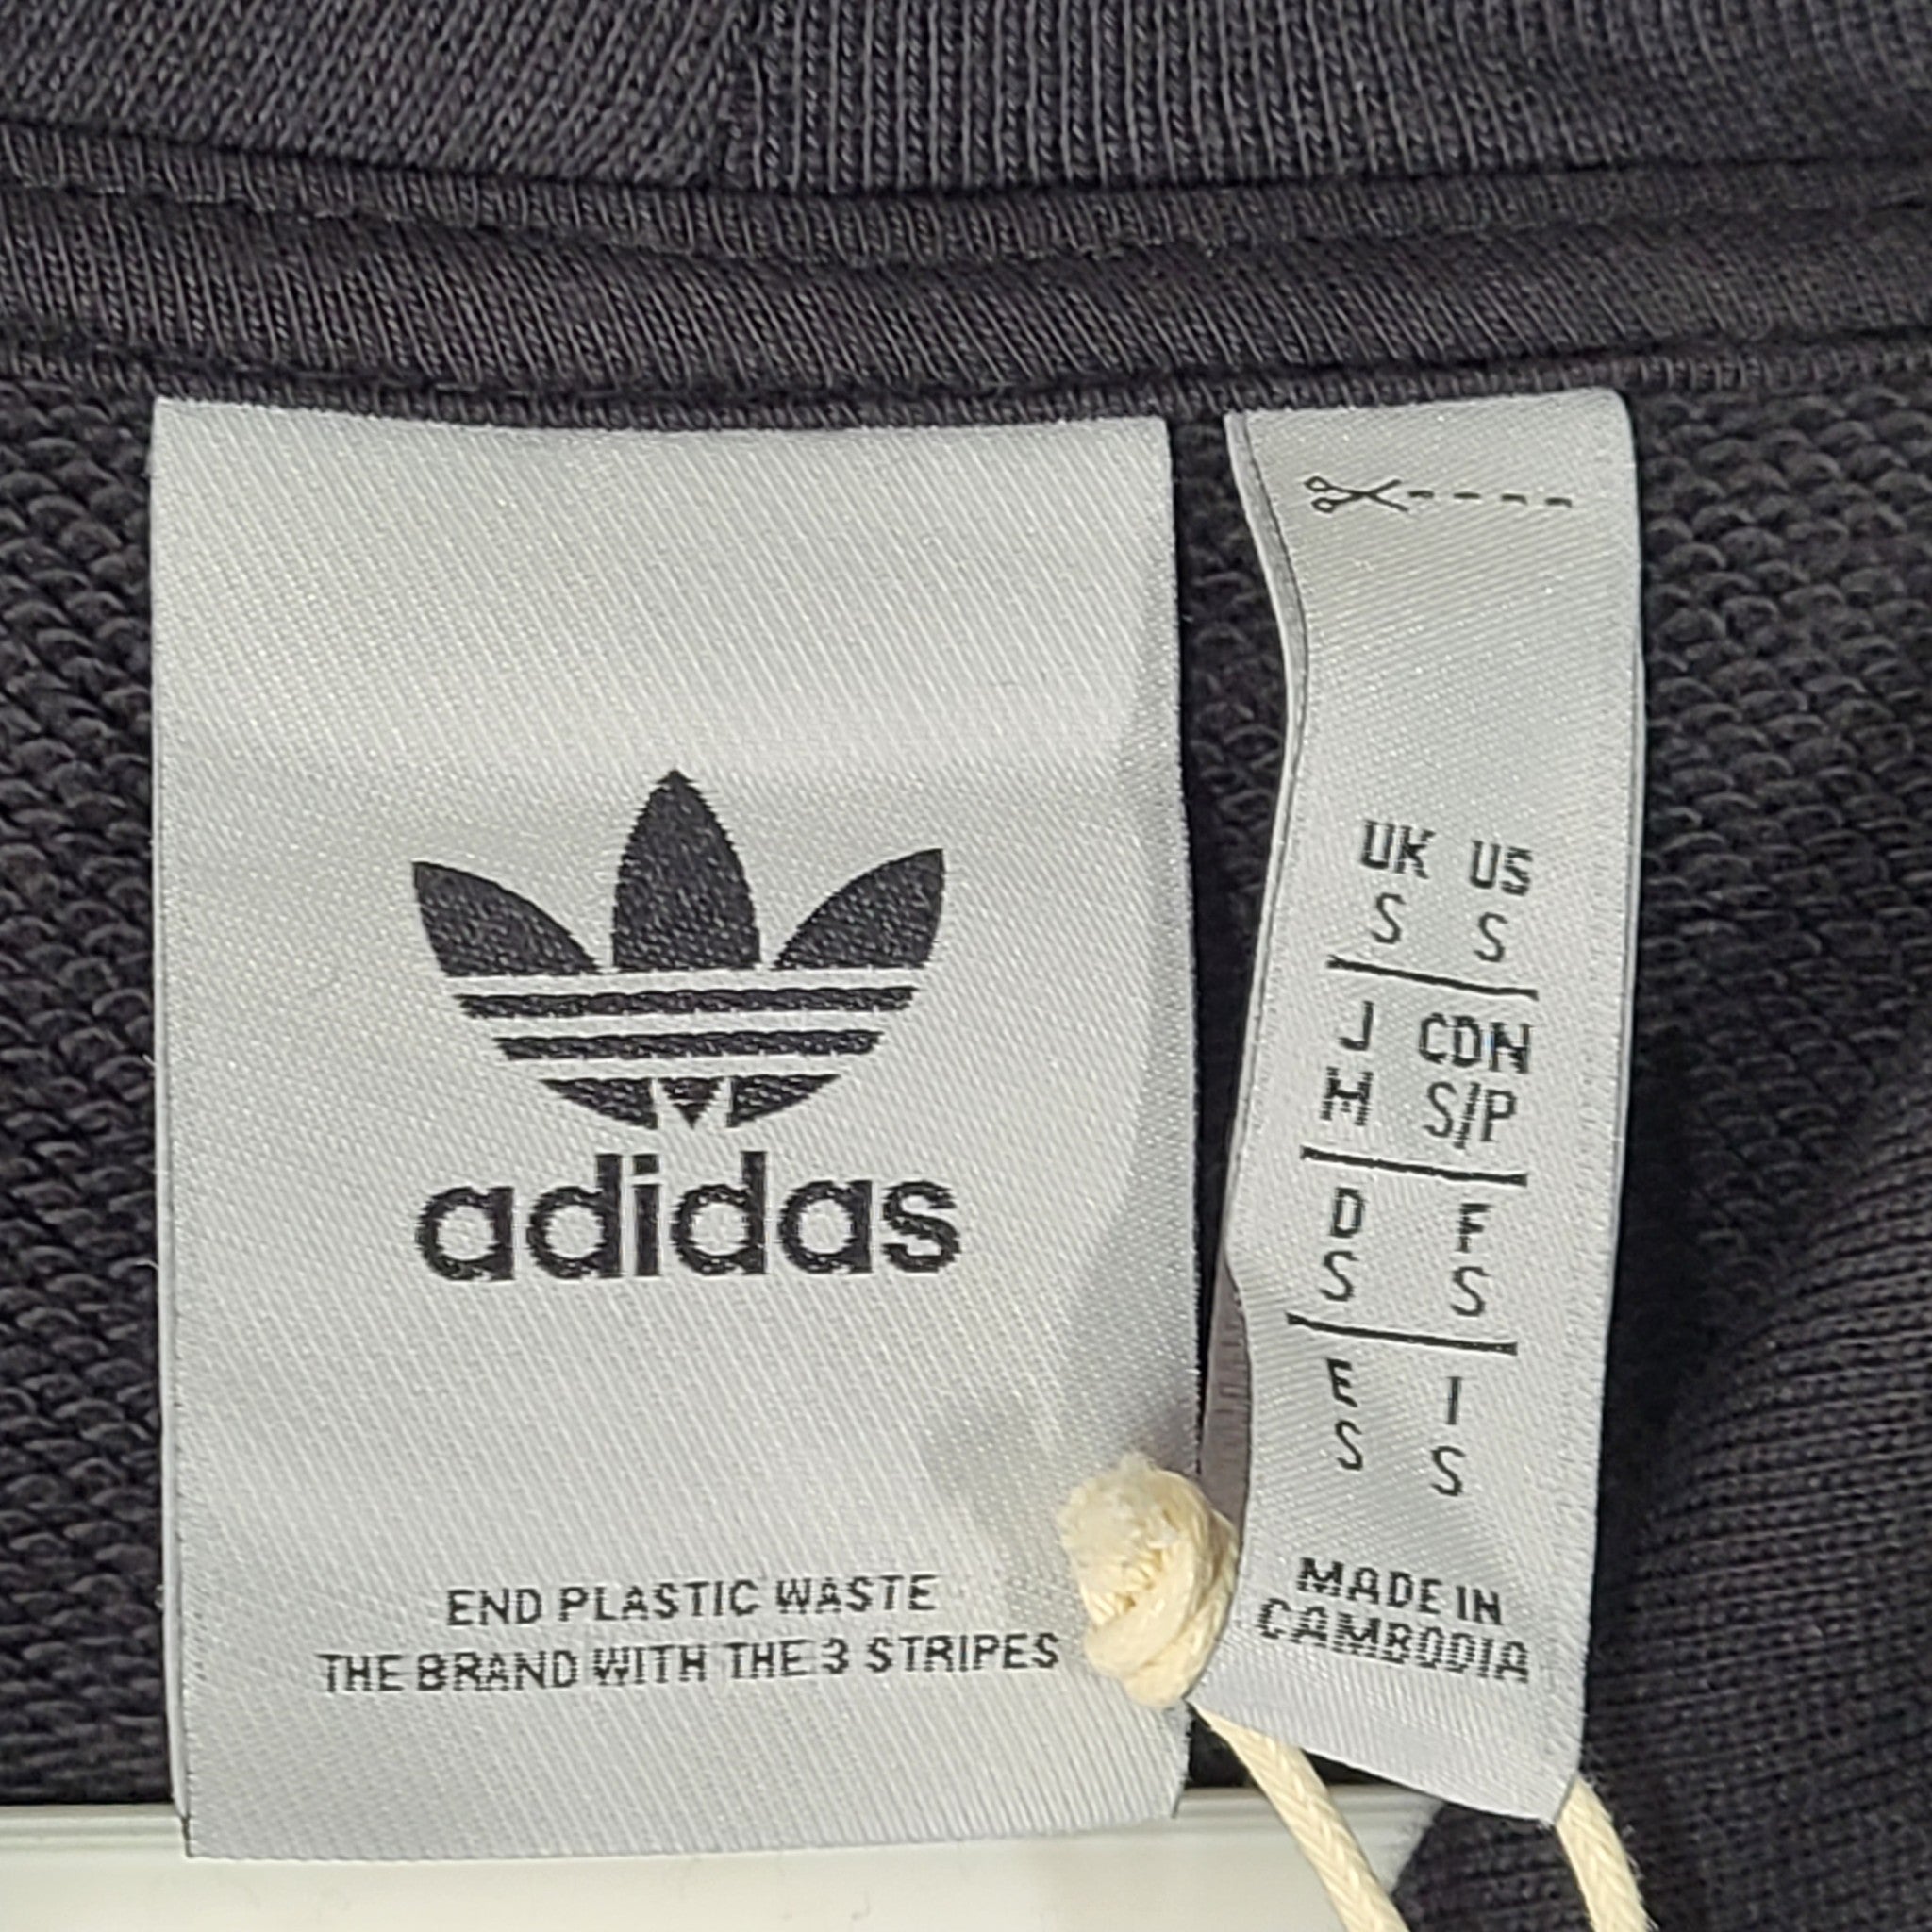 adidas
END PLASTIC WASTE
THE BRAND WITH THE 3 STRIPES
UK US
S S
J CDN
M S/P
D F
S S
E I
S S
MADE IN
CAMBODIA